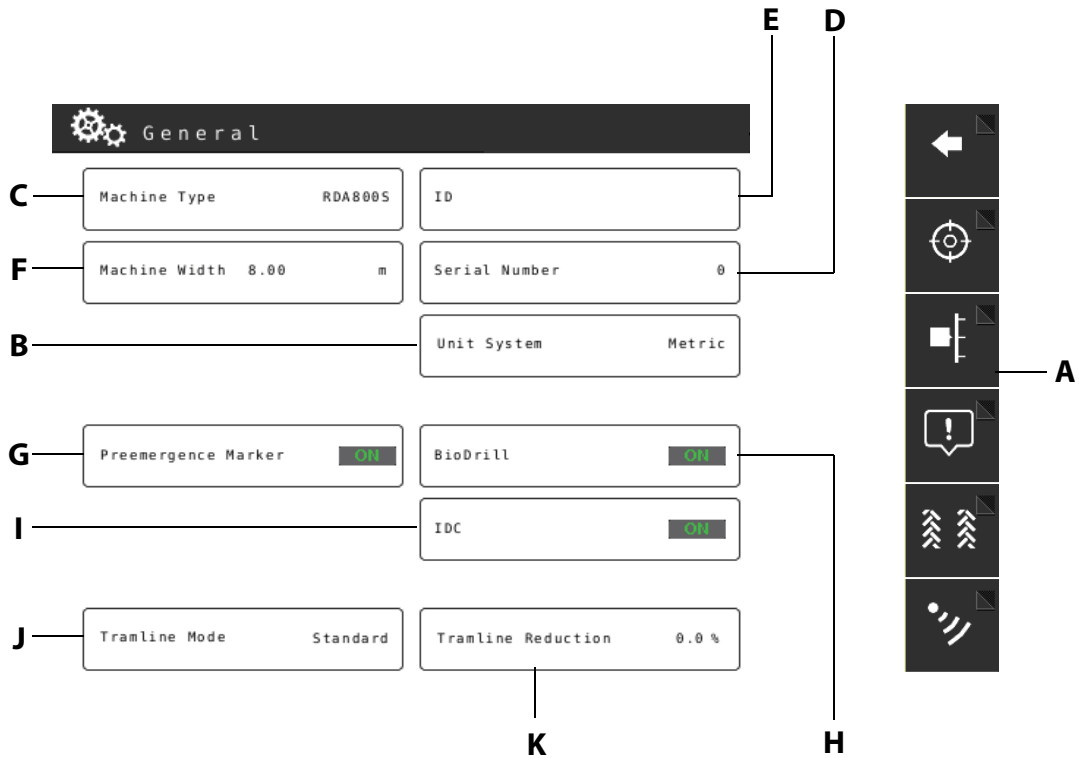 E D
General
C Machine Type RDA800S ID
F Machine Width 8.00 m Serial Number 0
B Unit System Metric
A
G Preemergence Marker ON BioDrill ON
I IDC ON
J Tramline Mode Standard Tramline Reduction 0.0 %
K H